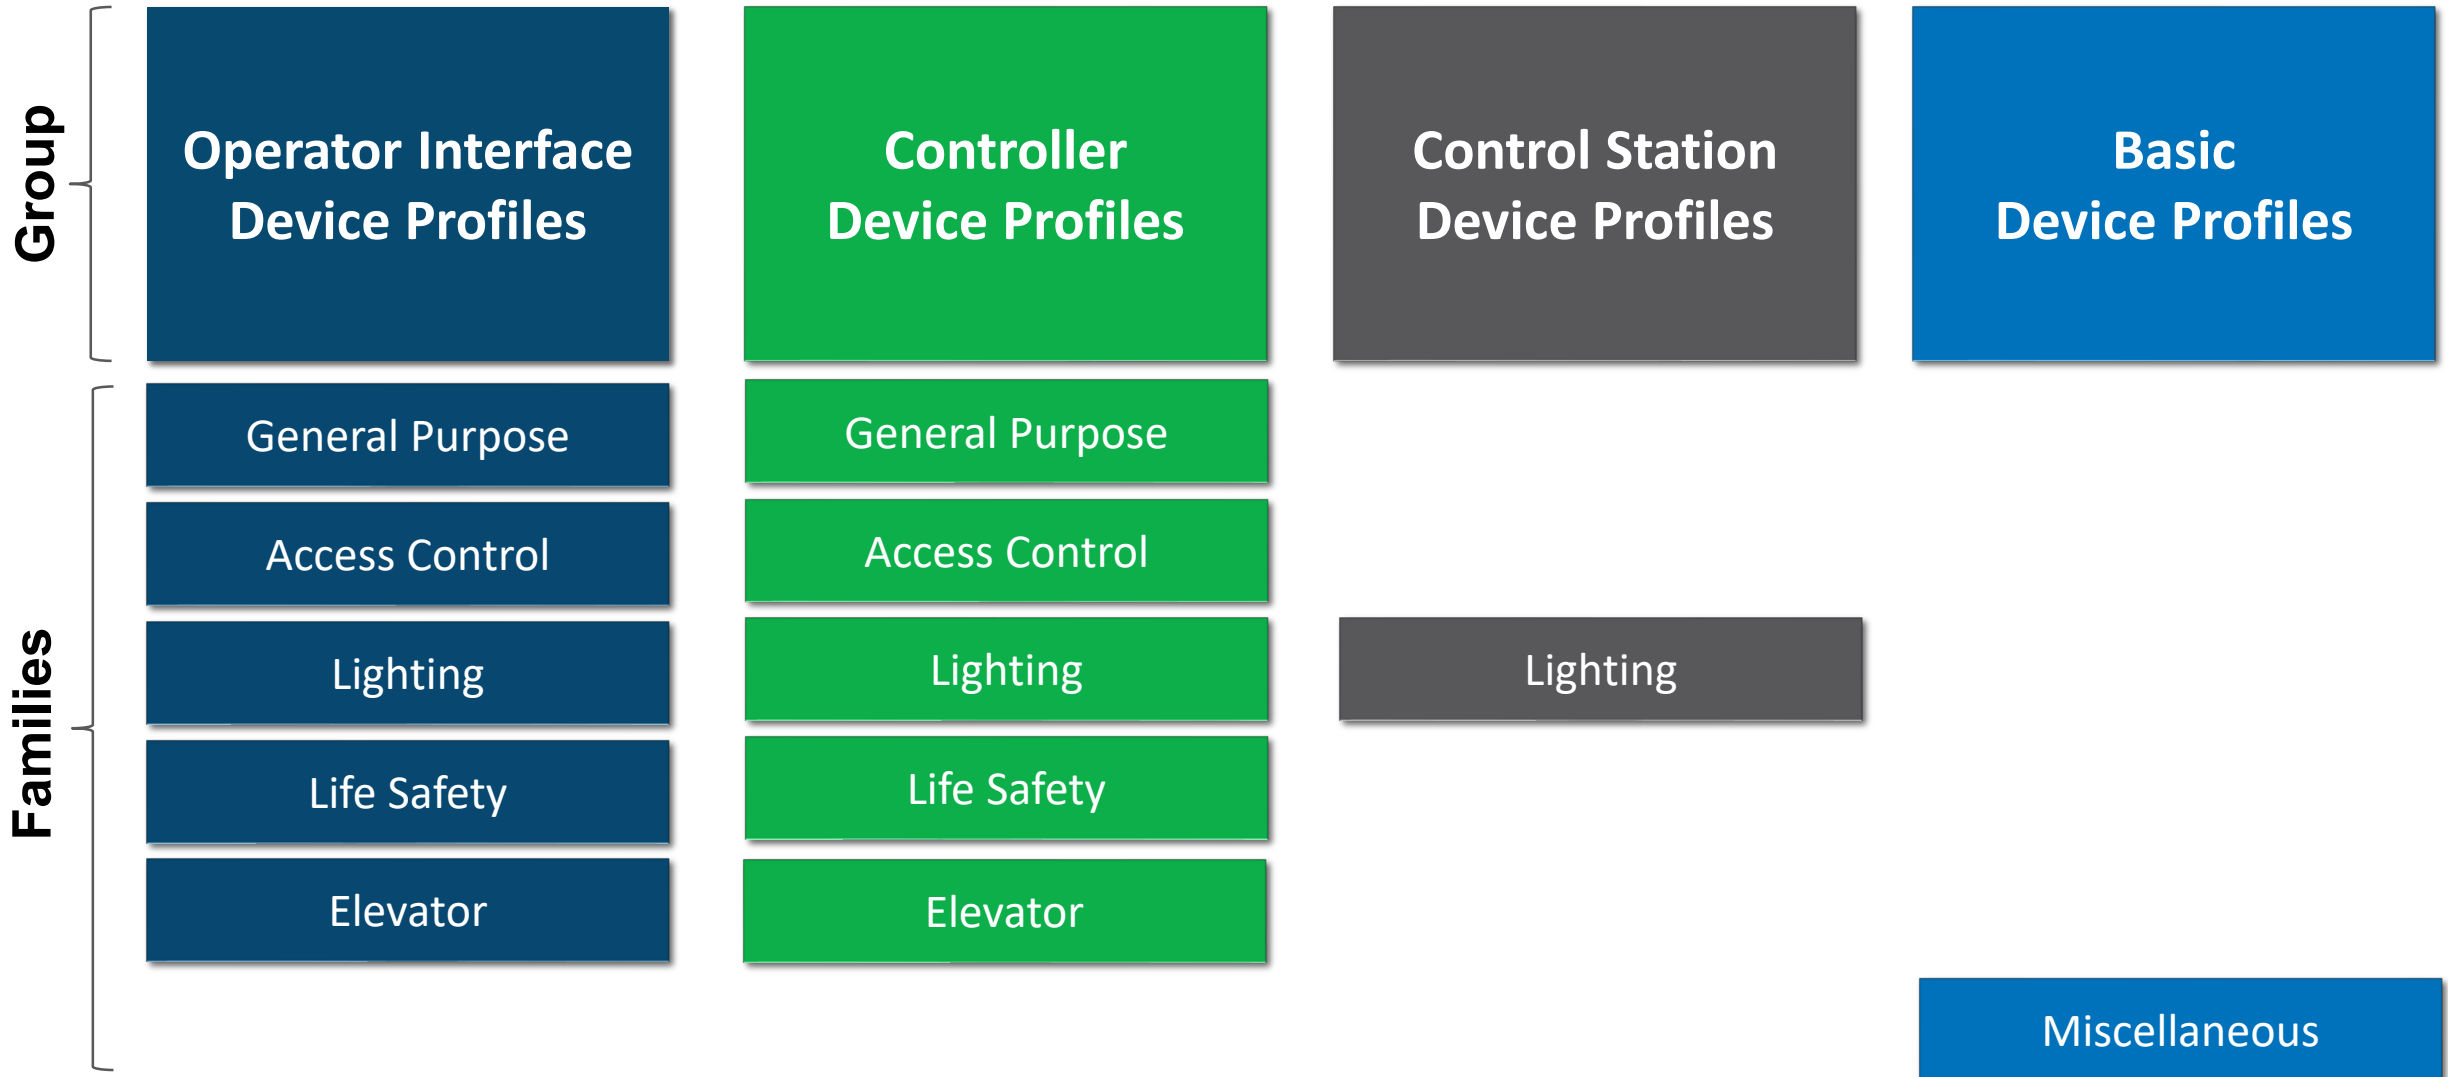 Group
Operator Interface
Device Profiles
Controller
Device Profiles
Control Station
Device Profiles
Basic
Device Profiles
Families
General Purpose
General Purpose
Access Control
Access Control
Lighting
Lighting
Lighting
Life Safety
Life Safety
Elevator
Elevator
Miscellaneous